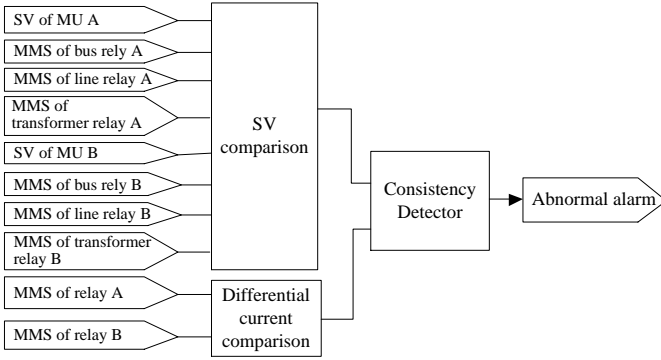 SV of MU A
MMS of bus rely A
MMS of line relay A
MMS of
transformer relay A
SV of MU B
MMS of bus rely B
MMS of line relay B
MMS of transformer
relay B
MMS of relay A
MMS of relay B
SV
comparison
Differential
current
comparison
Consistency
Detector
Abnormal alarm